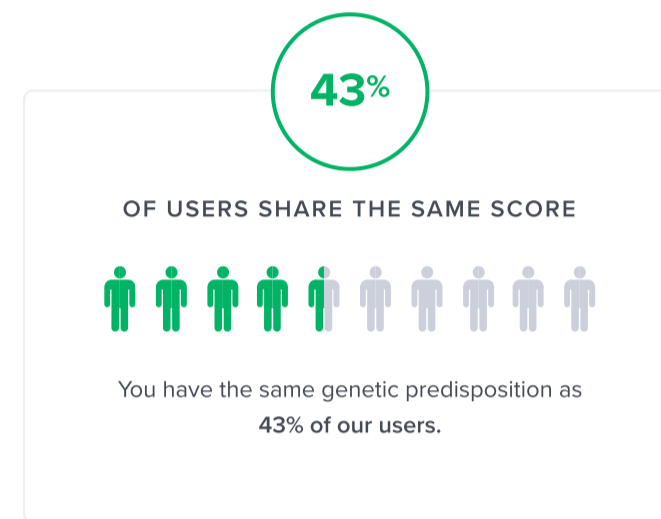 43%
OF USERS SHARE THE SAME SCORE
You have the same genetic predisposition as
43% of our users.